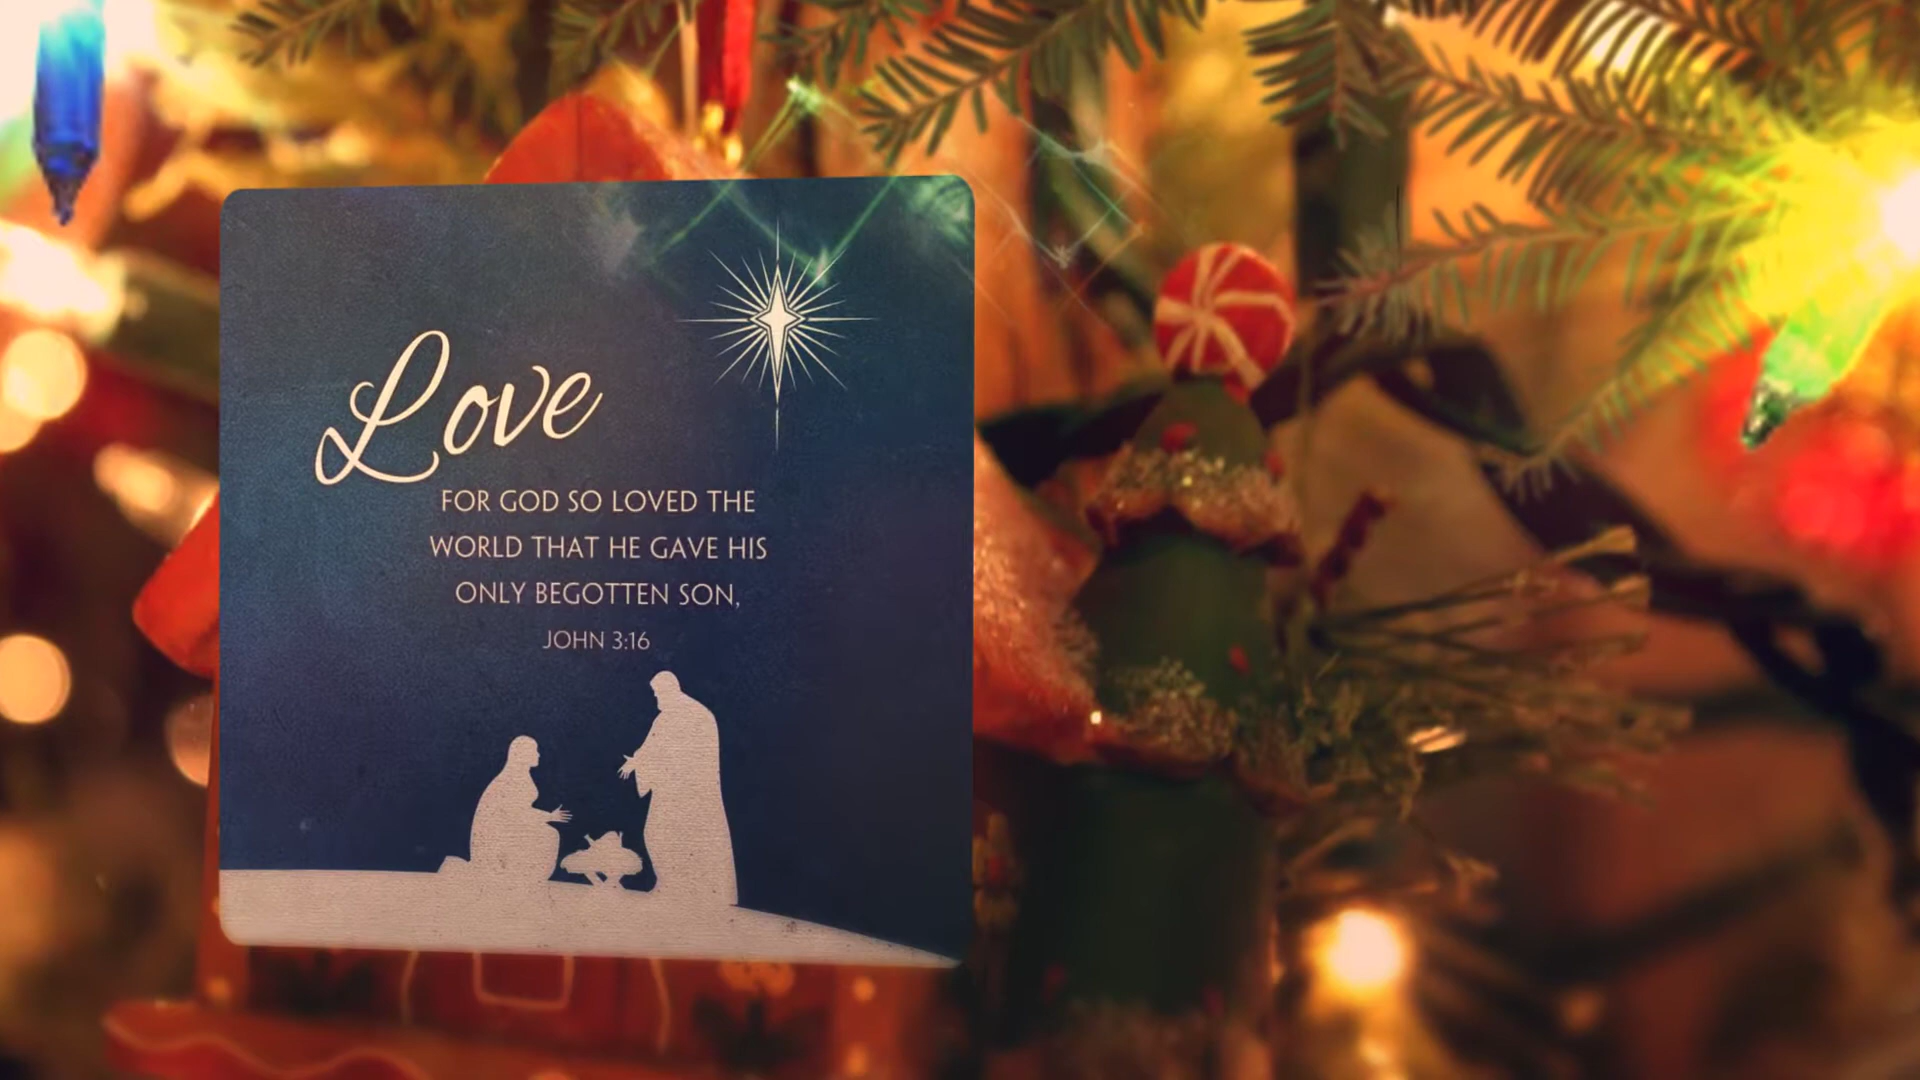 Love
FOR GOD SO LOVED THE
WORLD THAT HE GAVE HIS
ONLY BEGOTTEN SON,
JOHN 3:16